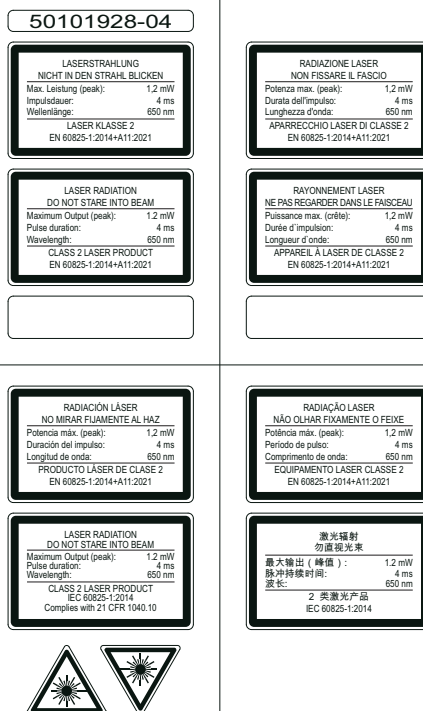 50101928-04
LASERSTRAHLUNG
NICHT IN DEN STRAHL BLICKEN
Max. Leistung (peak): 1,2 mW
Impulsdauer: 4 ms
Wellenlänge: 650 nm
LASER KLASSE 2
EN 60825-1:2014+A11:2021
LASER RADIATION
DO NOT STARE INTO BEAM
Maximum Output (peak): 1.2 mW
Pulse duration: 4 ms
Wavelength: 650 nm
CLASS 2 LASER PRODUCT
EN 60825-1:2014+A11:2021
RADIAZIONE LASER
NON FISSARE IL FASCIO
Potenza max. (peak): 1,2 mW
Durata dell'impulso: 4 ms
Lunghezza d'onda: 650 nm
APARRECCHIO LASER DI CLASSE 2
EN 60825-1:2014+A11:2021
RAYONNEMENT LASER
NE PAS REGARDER DANS LE FAISCEAU
Puissance max. (crête): 1,2 mW
Durée d`impulsion: 4 ms
Longueur d`onde: 650 nm
APPAREIL À LASER DE CLASSE 2
EN 60825-1:2014+A11:2021
RADIACIÓN LÁSER
NO MIRAR FIJAMENTE AL HAZ
Potencia máx. (peak): 1,2 mW
Duración del impulso: 4 ms
Longitud de onda: 650 nm
PRODUCTO LÁSER DE CLASE 2
EN 60825-1:2014+A11:2021
LASER RADIATION
DO NOT STARE INTO BEAM
Maximum Output (peak): 1.2 mW
Pulse duration: 4 ms
Wavelength: 650 nm
CLASS 2 LASER PRODUCT
IEC 60825-1:2014
Complies with 21 CFR 1040.10
RADIAÇÃO LASER
NÃO OLHAR FIXAMENTE O FEIXE
Potência máx. (peak): 1,2 mW
Período de pulso: 4 ms
Comprimento de onda: 650 nm
EQUIPAMENTO LASER CLASSE 2
EN 60825-1:2014+A11:2021
激光辐射
勿直视光束
最大输出（峰值）: 1.2 mW
脉冲持续时间: 4 ms
波长: 650 nm
2 类激光产品
IEC 60825-1:2014